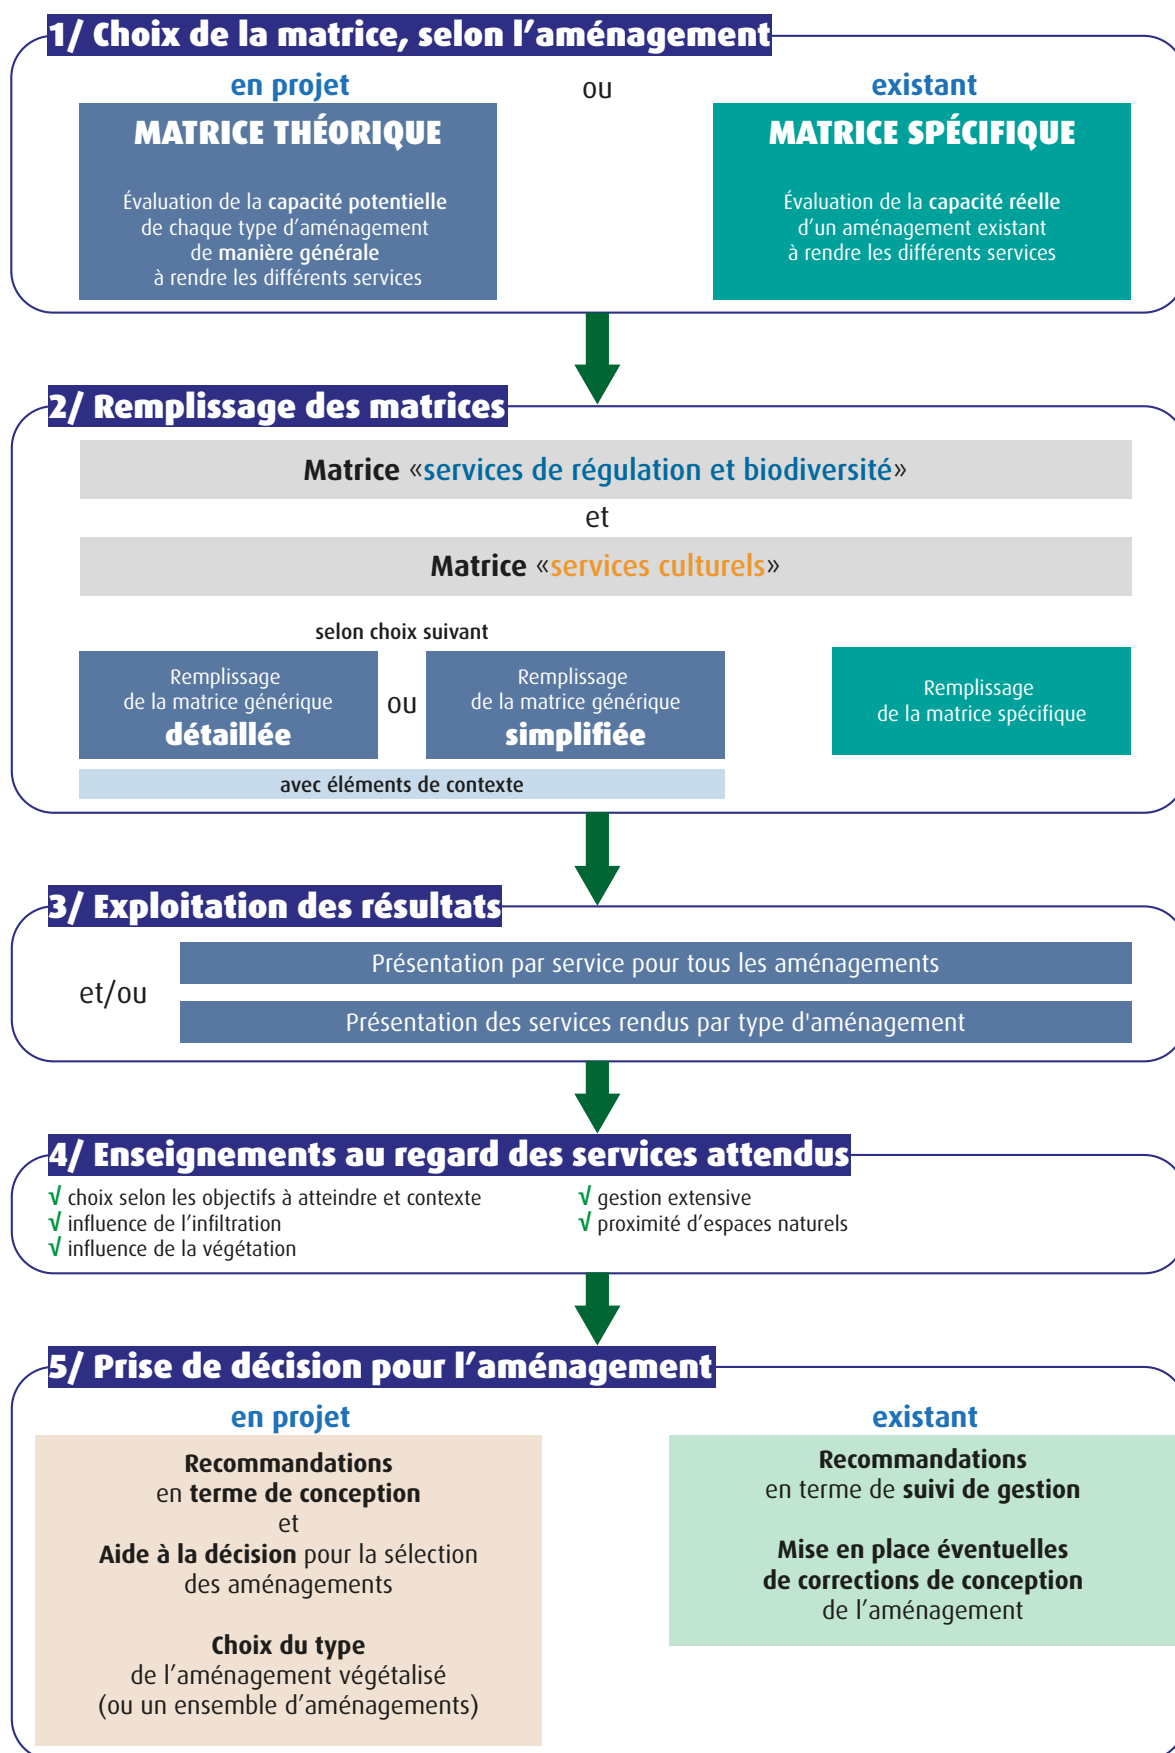 1/ Choix de la matrice, selon l'aménagement
en projet
ou
existant
MATRICE THÉORIQUE
Évaluation de la capacité potentielle
de chaque type d'aménagement
de manière générale
à rendre les différents services
MATRICE SPÉCIFIQUE
Évaluation de la capacité réelle
d'un aménagement existant
à rendre les différents services
2/ Remplissage des matrices
Matrice «services de régulation et biodiversité»
et
Matrice «services culturels»
selon choix suivant
Remplissage
de la matrice générique
détaillée
ou
Remplissage
de la matrice générique
simplifiée
avec éléments de contexte
Remplissage
de la matrice spécifique
3/ Exploitation des résultats
et/ou
Présentation par service pour tous les aménagements
Présentation des services rendus par type d'aménagement
4/ Enseignements au regard des services attendus
√ choix selon les objectifs à atteindre et contexte
√ influence de l'infiltration
√ influence de la végétation
√ gestion extensive
√ proximité d'espaces naturels
5/ Prise de décision pour l'aménagement
en projet
Recommandations
en terme de conception
et
Aide à la décision pour la sélection
des aménagements
Choix du type
de l'aménagement végétalisé
(ou un ensemble d'aménagements)
existant
Recommandations
en terme de suivi de gestion
Mise en place éventuelles
de corrections de conception
de l'aménagement